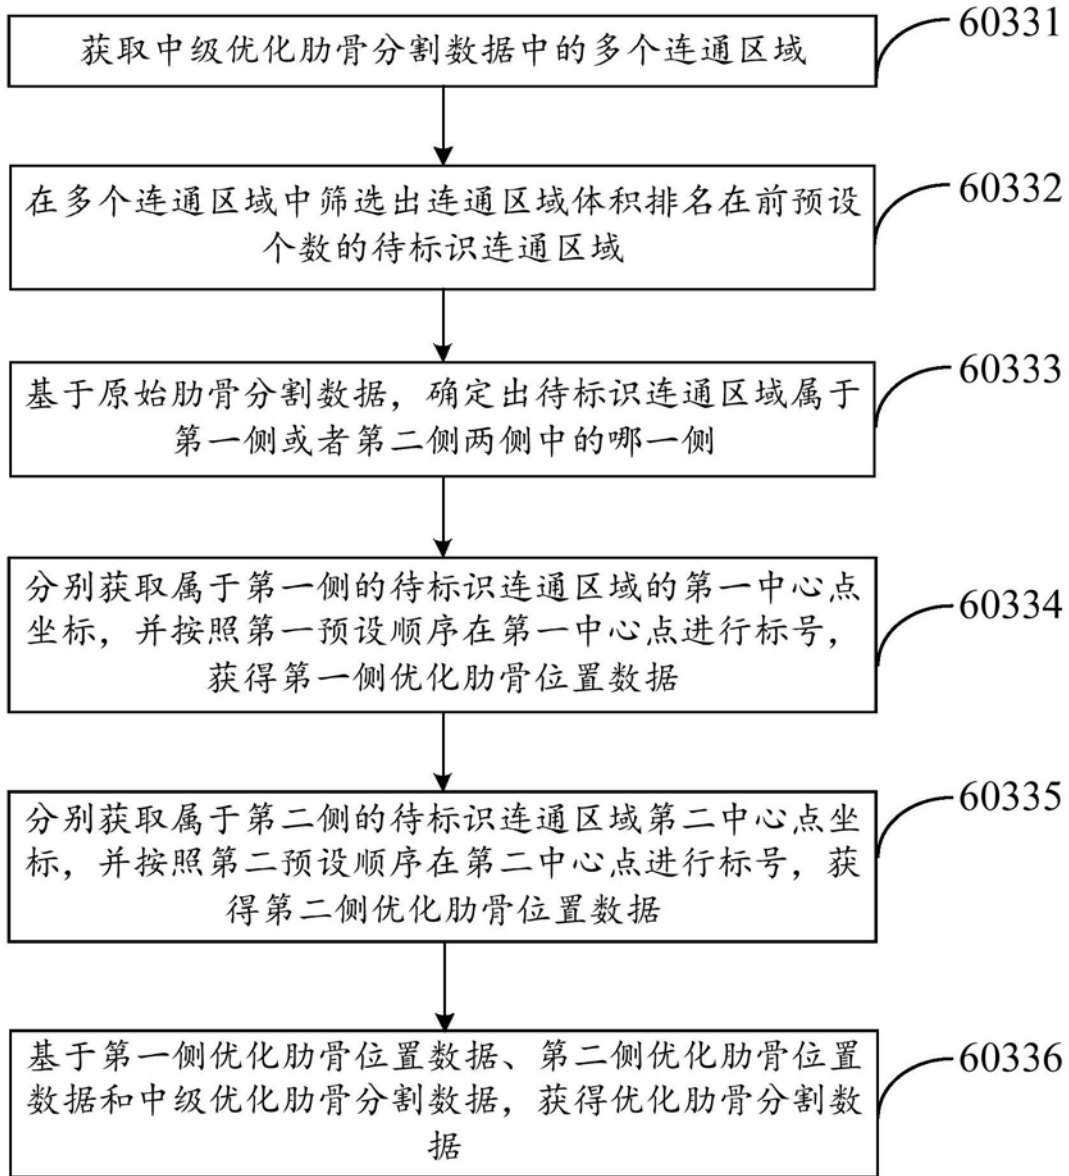 获取中级优化肋骨分割数据中的多个连通区域
60331
在多个连通区域中筛选出连通区域体积排名在前预设
个数的待标识连通区域
60332
基于原始肋骨分割数据，确定出待标识连通区域属于
第一侧或者第二侧两侧中的哪一侧
60333
分别获取属于第一侧的待标识连通区域的第一中心点
坐标，并按照第一预设顺序在第一中心点进行标号，
获得第一侧优化肋骨位置数据
60334
分别获取属于第二侧的待标识连通区域第二中心点坐
标，并按照第二预设顺序在第二中心点进行标号，获
得第二侧优化肋骨位置数据
60335
基于第一侧优化肋骨位置数据、第二侧优化肋骨位置
数据和中级优化肋骨分割数据，获得优化肋骨分割数
据
60336